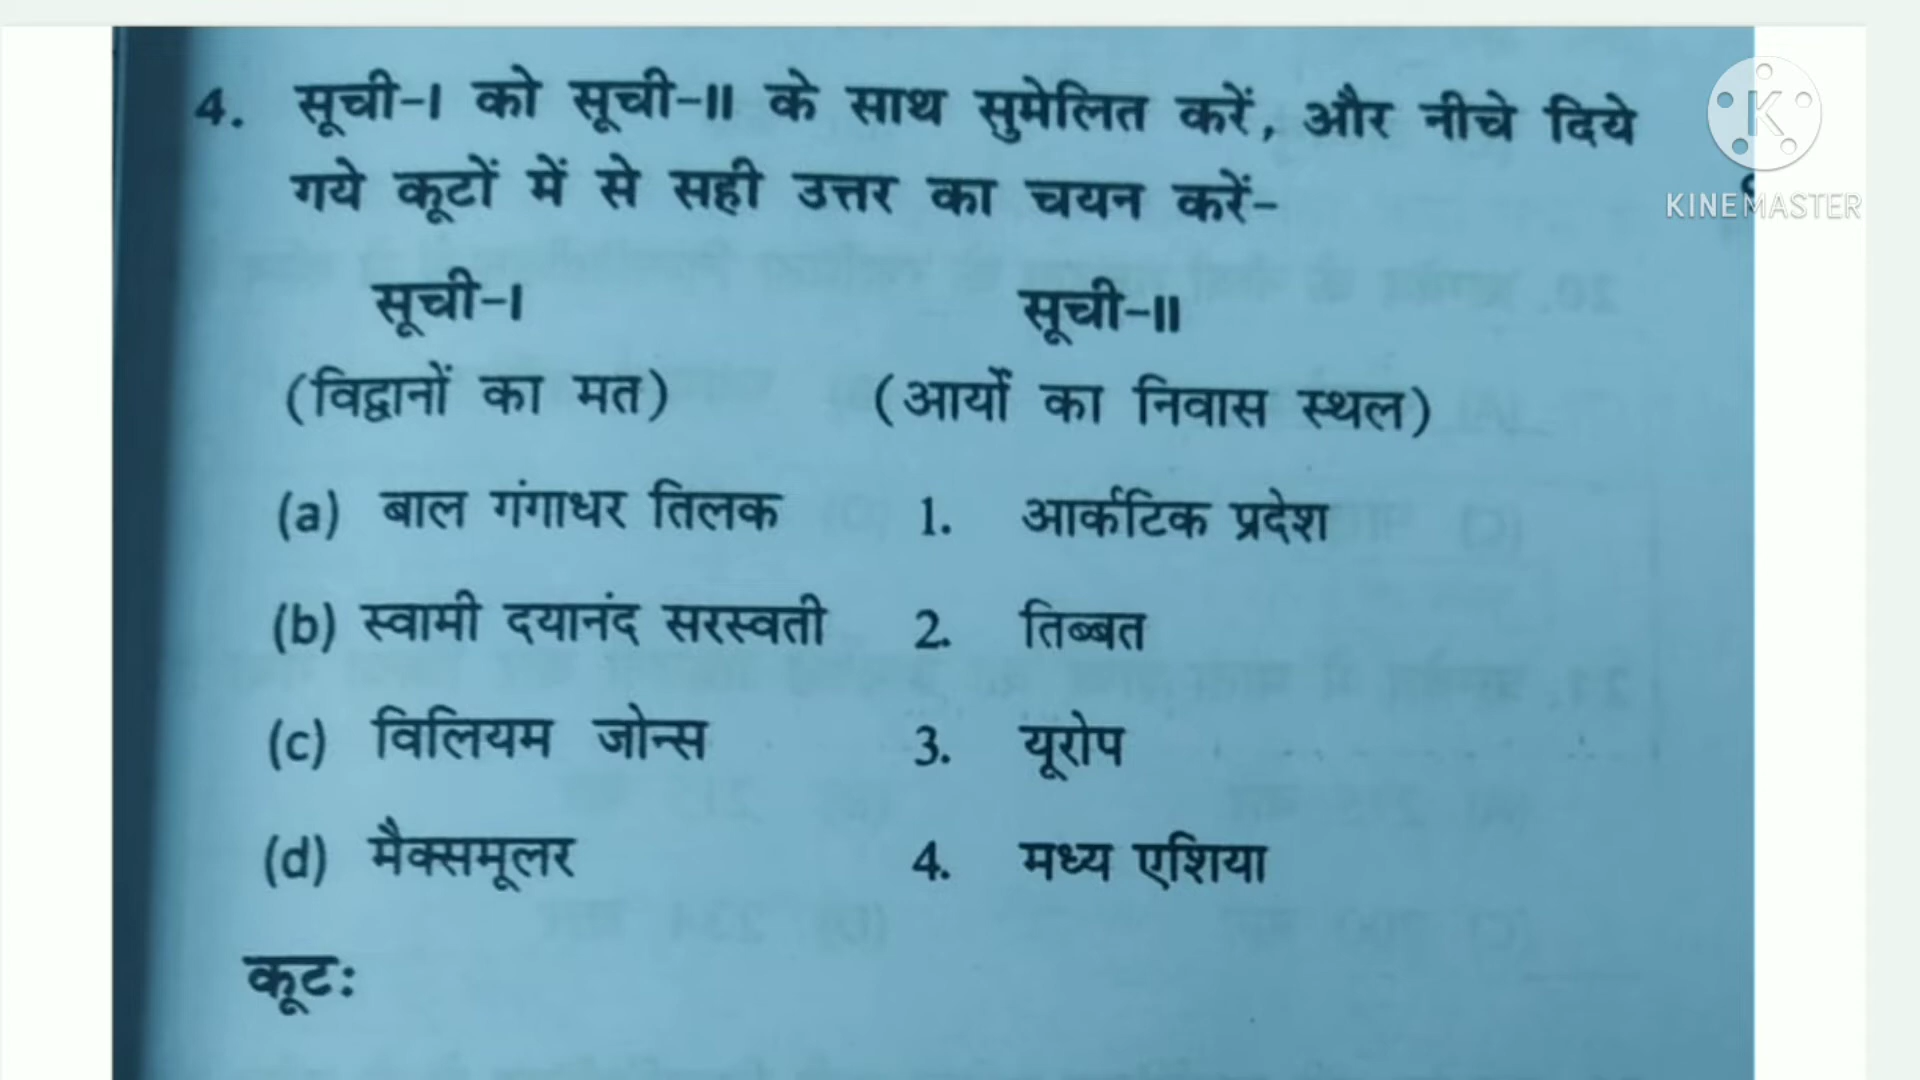 4. सूची-I को सूची-II के साथ सुमेलित करें, और नीचे दिये
गये कूटों में से सही उत्तर का चयन करें-
सूची-I सूची-II
(विद्वानों का मत) (आर्यों का निवास स्थल)
(a) बाल गंगाधर तिलक 1. आर्कटिक प्रदेश
(b) स्वामी दयानंद सरस्वती 2. तिब्बत
(c) विलियम जोन्स 3. यूरोप
(d) मैक्समूलर 4. मध्य एशिया
कूटः
K
KINEMASTER